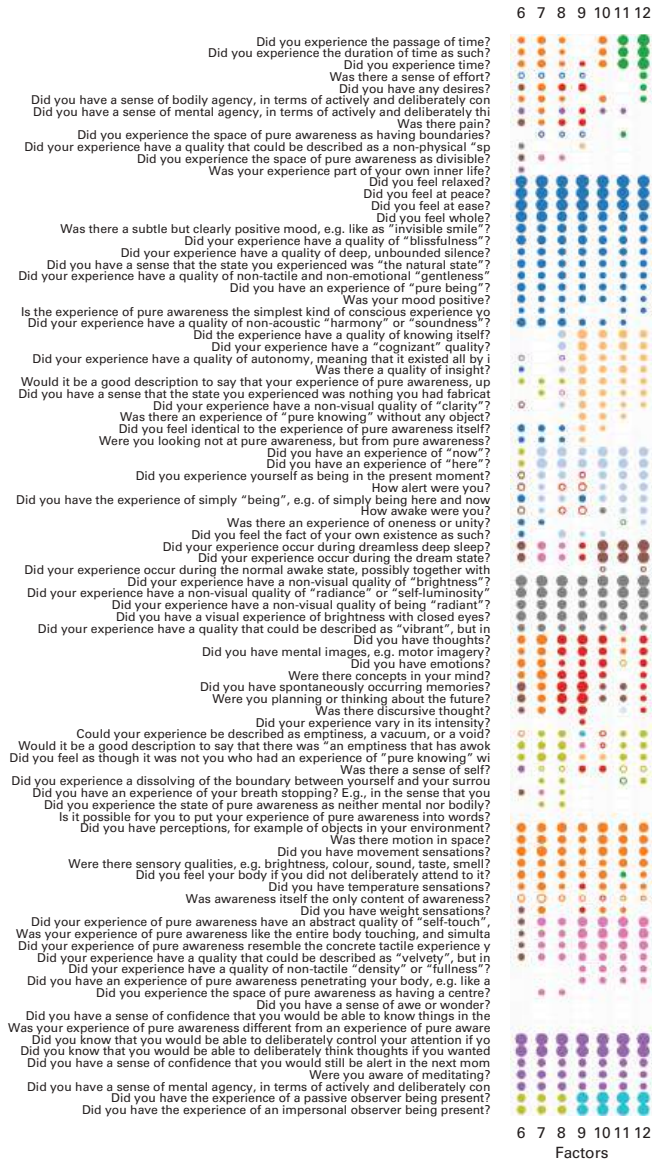 6 7 8 9 10 11 12
Did you experience the passage of time?
Did you experience the duration of time as such?
Did you experience time?
Was there a sense of effort?
Did you have any desires?
Did you have a sense of bodily agency, in terms of actively and deliberately con
Did you have a sense of mental agency, in terms of actively and deliberately thi
Was there pain?
Did you experience the space of pure awareness as having boundaries?
Did your experience have a quality that could be described as a non-physical "sp
Did you experience the space of pure awareness as divisible?
Was your experience part of your own inner life?
Did you feel relaxed?
Did you feel at peace?
Did you feel at ease?
Did you feel whole?
Was there a subtle but clearly positive mood, e.g. like as "invisible smile"?
Did your experience have a quality of "blissfulness"?
Did your experience have a quality of deep, unbounded silence?
Did you have a sense that the state you experienced was "the natural state"?
Did your experience have a quality of non-tactile and non-emotional "gentleness"
Did you have an experience of "pure being"?
Was your mood positive?
Is the experience of pure awareness the simplest kind of conscious experience yo
Did your experience have a quality of non-acoustic "harmony" or "soundness"?
Did the experience have a quality of knowing itself?
Did your experience have a "cognizant" quality?
Did your experience have a quality of autonomy, meaning that it existed all by i
Was there a quality of insight?
Would it be a good description to say that your experience of pure awareness, up
Did you have a sense that the state you experienced was nothing you had fabricat
Did your experience have a non-visual quality of "clarity"?
Was there an experience of "pure knowing" without any object?
Did you feel identical to the experience of pure awareness itself?
Were you looking not at pure awareness, but from pure awareness?
Did you have an experience of "now"?
Did you have an experience of "here"?
Did you experience yourself as being in the present moment?
How alert were you?
Did you have the experience of simply "being", e.g. of simply being here and now
How awake were you?
Was there an experience of oneness or unity?
Did you feel the fact of your own existence as such?
Did your experience occur during dreamless deep sleep?
Did your experience occur during the dream state?
Did your experience occur during the normal awake state, possibly together with
Did your experience have a non-visual quality of "brightness"?
Did your experience have a non-visual quality of "radiance" or "self-luminosity"
Did your experience have a non-visual quality of being "radiant"?
Did you have a visual experience of brightness with closed eyes?
Did your experience have a quality that could be described as "vibrant", but in
Did you have thoughts?
Did you have mental images, e.g. motor imagery?
Did you have emotions?
Were there concepts in your mind?
Did you have spontaneously occurring memories?
Were you planning or thinking about the future?
Was there discursive thought?
Did your experience vary in its intensity?
Could your experience be described as emptiness, a vacuum, or a void?
Would it be a good description to say that there was "an emptiness that has awok
Did you feel as though it was not you who had an experience of "pure knowing" wi
Was there a sense of self?
Did you experience a dissolving of the boundary between yourself and your surrou
Did you have an experience of your breath stopping? E.g., in the sense that you
Did you experience the state of pure awareness as neither mental nor bodily?
Is it possible for you to put your experience of pure awareness into words?
Did you have perceptions, for example of objects in your environment?
Was there motion in space?
Did you have movement sensations?
Were there sensory qualities, e.g. brightness, colour, sound, taste, smell?
Did you feel your body if you did not deliberately attend to it?
Did you have temperature sensations?
Was awareness itself the only content of awareness?
Did you have weight sensations?
Did your experience of pure awareness have an abstract quality of "self-touch",
Was your experience of pure awareness like the entire body touching, and simulta
Did your experience of pure awareness resemble the concrete tactile experience y
Did your experience have a quality that could be described as "velvety", but in
Did your experience have a quality of non-tactile "density" or "fullness"?
Did you have an experience of pure awareness penetrating your body, e.g. like a
Did you experience the space of pure awareness as having a centre?
Did you have a sense of awe or wonder?
Did you have a sense of confidence that you would be able to know things in the
Was your experience of pure awareness different from an experience of pure aware
Did you know that you would be able to deliberately control your attention if yo
Did you know that you would be able to deliberately think thoughts if you wanted
Did you have a sense of confidence that you would still be alert in the next mom
Were you aware of meditating?
Did you have a sense of mental agency, in terms of actively and deliberately con
Did you have the experience of a passive observer being present?
Did you have the experience of an impersonal observer being present?
6 7 8 9 10 11 12
Factors